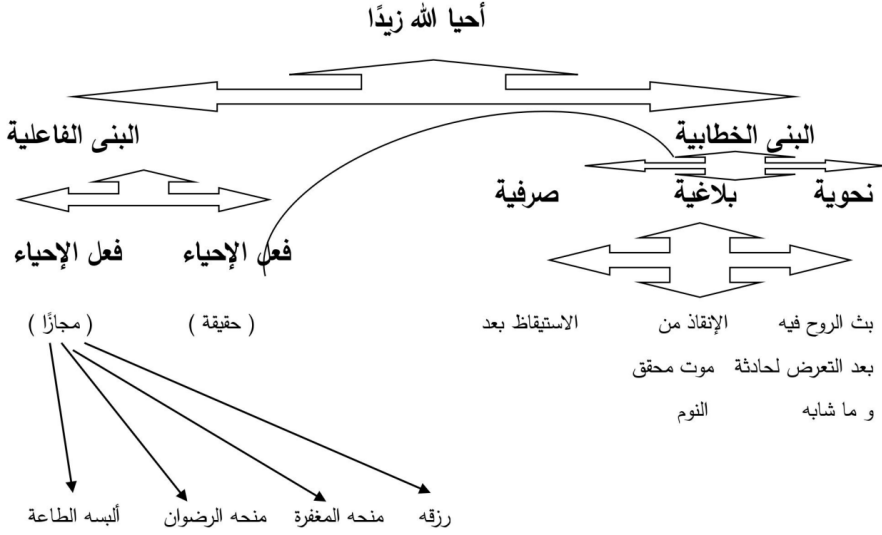 أحيا الله زيدًا
البنى الخطابية البنى الفاعلية
نحوية بلاغية صرفية
فعل الإحياء فعل الإحياء
( حقيقة ) ( مجازًا )
بث الروح فيه الإنقاذ من الاستيقاظ بعد
بعد التعرض لحادثة موت محقق
و ما شابه النوم
رزقه منحه المغفرة منحه الرضوان ألبسه الطاعة